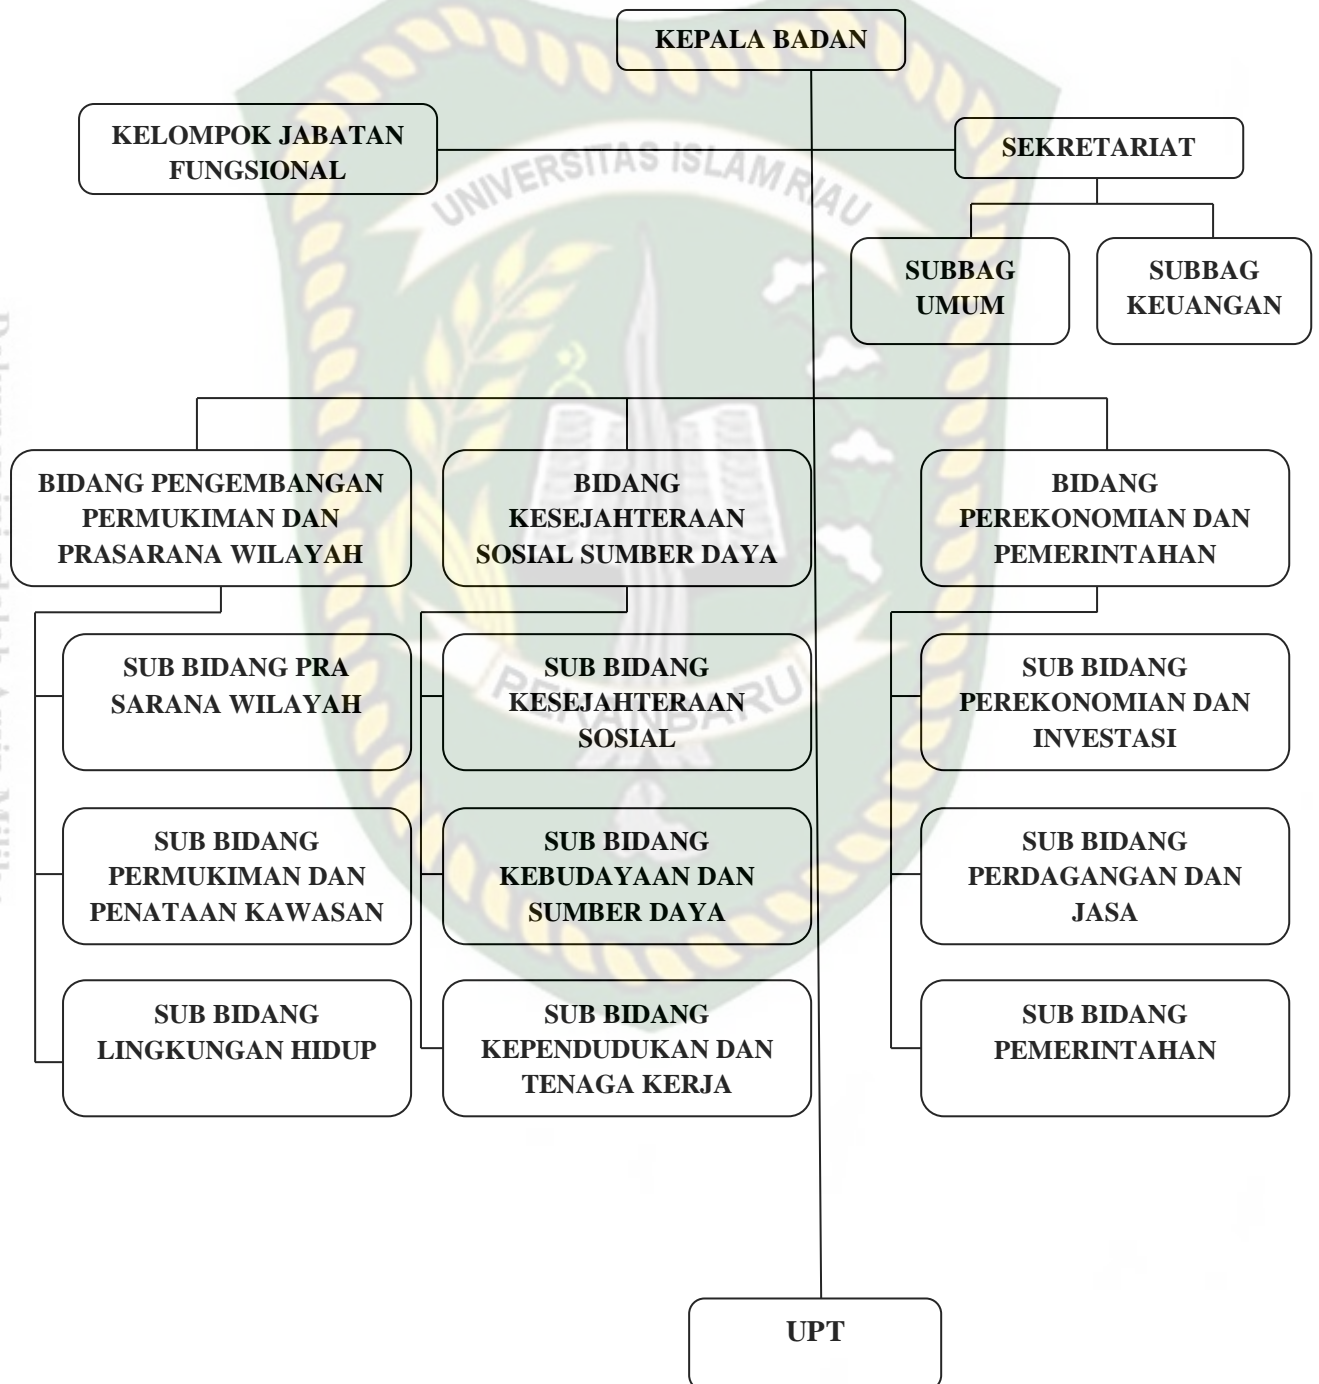 KEPALA BADAN
KELOMPOK JABATAN
FUNGSIONAL
SEKRETARIAT
UNIVERSITAS ISLAM RIAU
SUBBAG
UMUM
SUBBAG
KEUANGAN
BIDANG PENGEMBANGAN
PERMUKIMAN DAN
PRASARANA WILAYAH
BIDANG
KESEJAHTERAAN
SOSIAL SUMBER DAYA
BIDANG
PEREKONOMIAN DAN
PEMERINTAHAN
SUB BIDANG PRA
SARANA WILAYAH
SUB BIDANG
KESEJAHTERAAN
SOSIAL
SUB BIDANG
PEREKONOMIAN DAN
INVESTASI
PEKANBARU
SUB BIDANG
PERMUKIMAN DAN
PENATAAN KAWASAN
SUB BIDANG
KEBUDAYAAN DAN
SUMBER DAYA
SUB BIDANG
PERDAGANGAN DAN
JASA
SUB BIDANG
LINGKUNGAN HIDUP
SUB BIDANG
KEPENDUDUKAN DAN
TENAGA KERJA
SUB BIDANG
PEMERINTAHAN
UPT